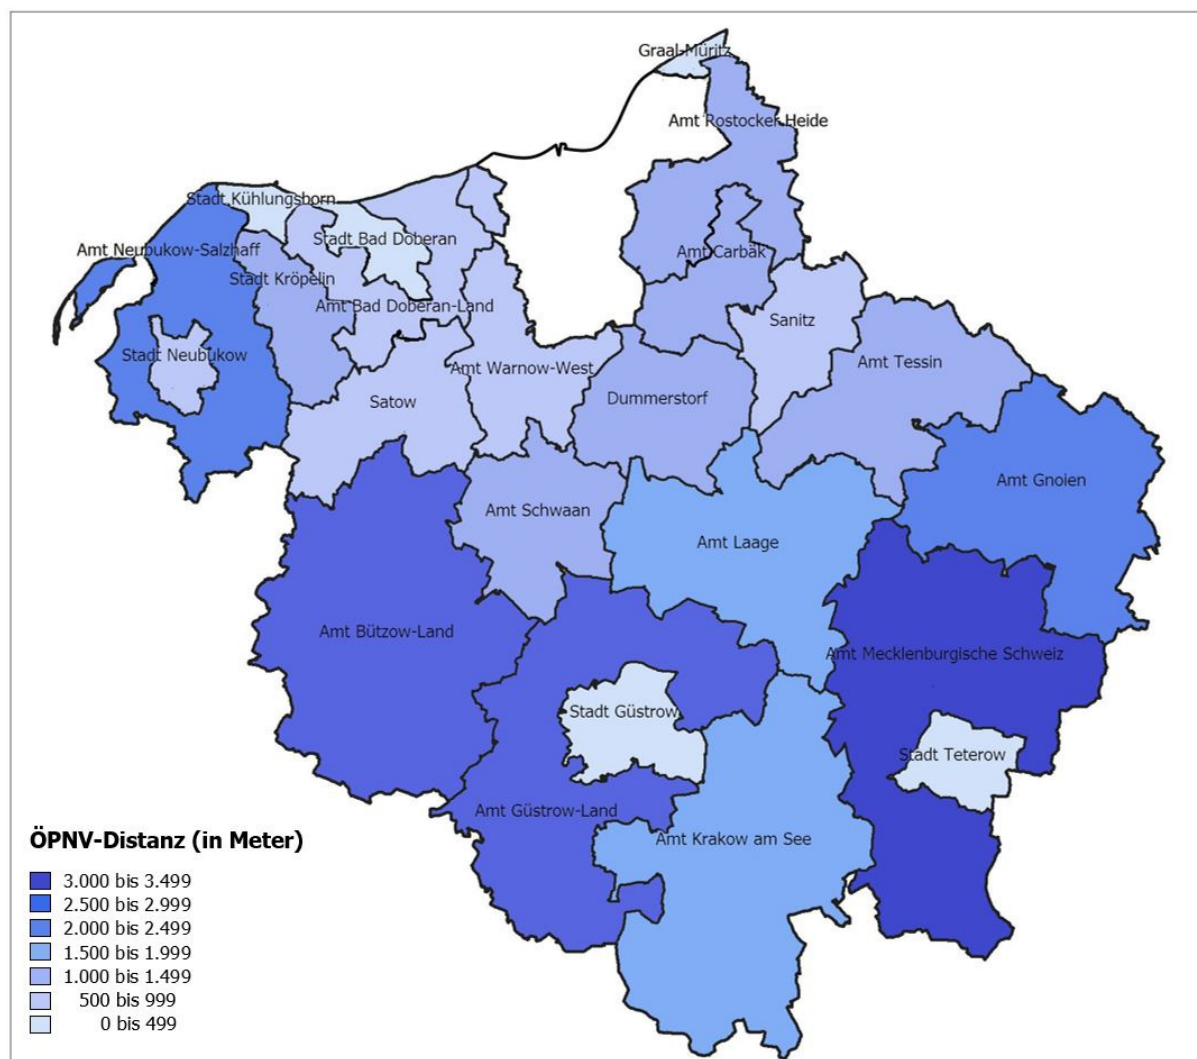 Graal-Müritz
Amt Rostocker Heide
Stadt Kühlungsborn
Stadt Bad Doberan
Amt Neubukow-Salzhaff
Amt Carbäk
Stadt Kröpelin
Amt Bad Doberan-Land
Sanitz
Stadt Neubukow
Amt Tessin
Amt Warnow-West
Satow
Dummerstorf
Amt Gnoien
Amt Schwaan
Amt Laage
Amt Bützow-Land
Amt Mecklenburgische Schweiz
Stadt Güstrow
Stadt Teterow
Amt Güstrow-Land
Amt Krakow am See
ÖPNV-Distanz (in Meter)
3.000 bis 3.499
2.500 bis 2.999
2.000 bis 2.499
1.500 bis 1.999
1.000 bis 1.499
500 bis 999
0 bis 499